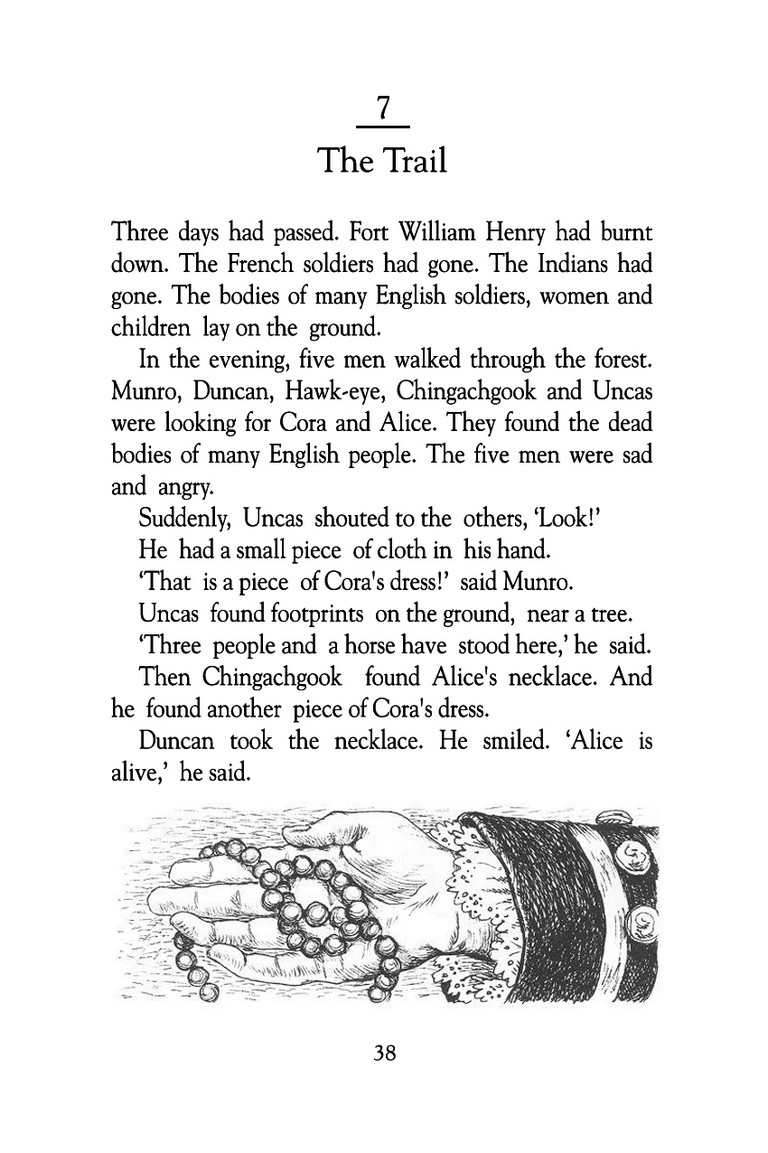 7
The Trail
Three days had passed. Fort William Henry had burnt
down. The French soldiers had gone. The Indians had
gone. The bodies of many English soldiers, women and
children lay on the ground.
In the evening, five men walked through the forest.
Munro, Duncan, Hawk-eye, Chingachgook and Uncas
were looking for Cora and Alice. They found the dead
bodies of many English people. The five men were sad
and angry.
Suddenly, Uncas shouted to the others, ‘Look!’
He had a small piece of cloth in his hand.
‘That is a piece of Cora's dress!’ said Munro.
Uncas found footprints on the ground, near a tree.
‘Three people and a horse have stood here,’ he said.
Then Chingachgook found Alice's necklace. And
he found another piece of Cora's dress.
Duncan took the necklace. He smiled. ‘Alice is
alive,’ he said.
38